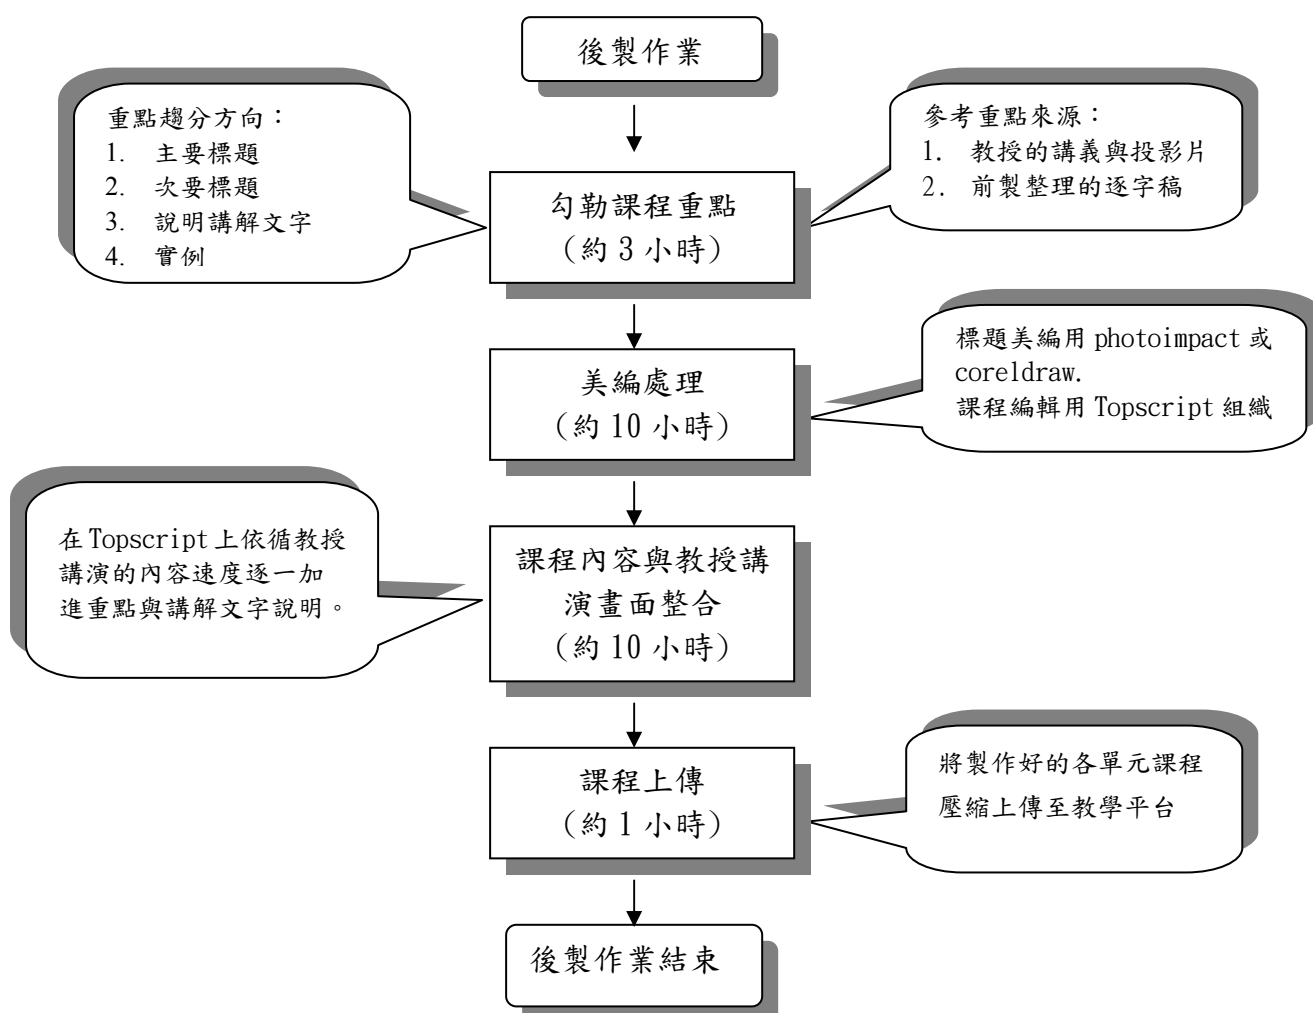 後製作業
重點趨分方向：
1. 主要標題
2. 次要標題
3. 說明講解文字
4. 實例
參考重點來源：
1. 教授的講義與投影片
2. 前製整理的逐字稿
勾勒課程重點
(約 3 小時)
標題美編用 photoimpact 或
coreldraw.
課程編輯用 Topscript 組織
美編處理
(約 10 小時)
在 Topscript 上依循教授
講演的內容速度逐一加
進重點與講解文字說明。
課程內容與教授講
演畫面整合
(約 10 小時)
課程上傳
(約 1 小時)
將製作好的各單元課程
壓縮上傳至教學平台
後製作業結束